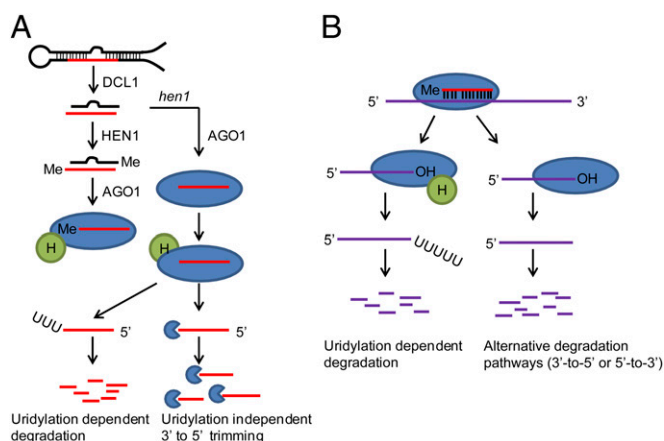 A
DCL1
hen1
HEN1
AGO1
Me
Me
AGO1
Me
H
H
UUU
5’
5’
Uridylation dependent
degradation
Uridylation independent
3’ to 5’ trimming
B
Me
5’
3’
5’
OH
H
5’
OH
5’
UUUUU
5’
Uridylation dependent
degradation
Alternative degradation
pathways (3’-to-5’ or 5’-to-3’)